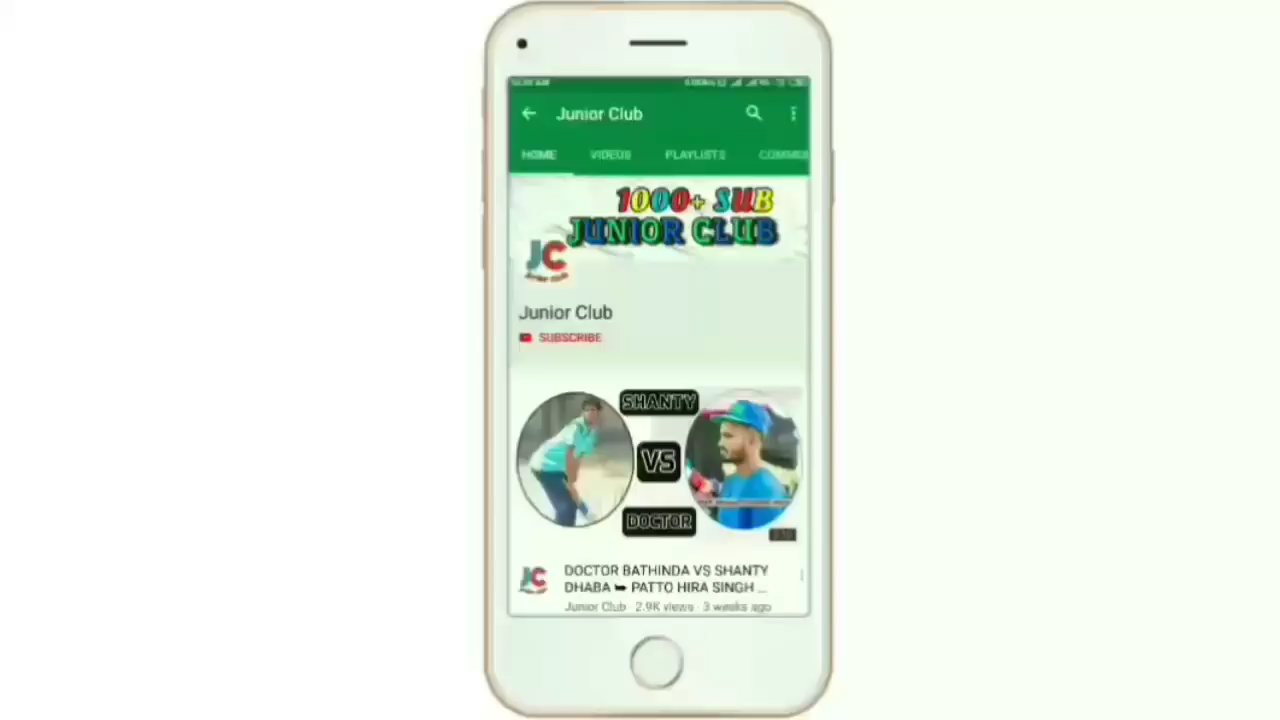 Junior Club
HOME VIDEOS PLAYLISTS
1000+ SUB
JUNIOR CLUB
JC
Junior Club
SUBSCRIBE
SHANTY
VS
DOCTOR
JC
DOCTOR BATHINDA VS SHANTY
DHABA ➥ PATTO HIRA SINGH ...
Junior Club · 2.9K views · 3 weeks ago